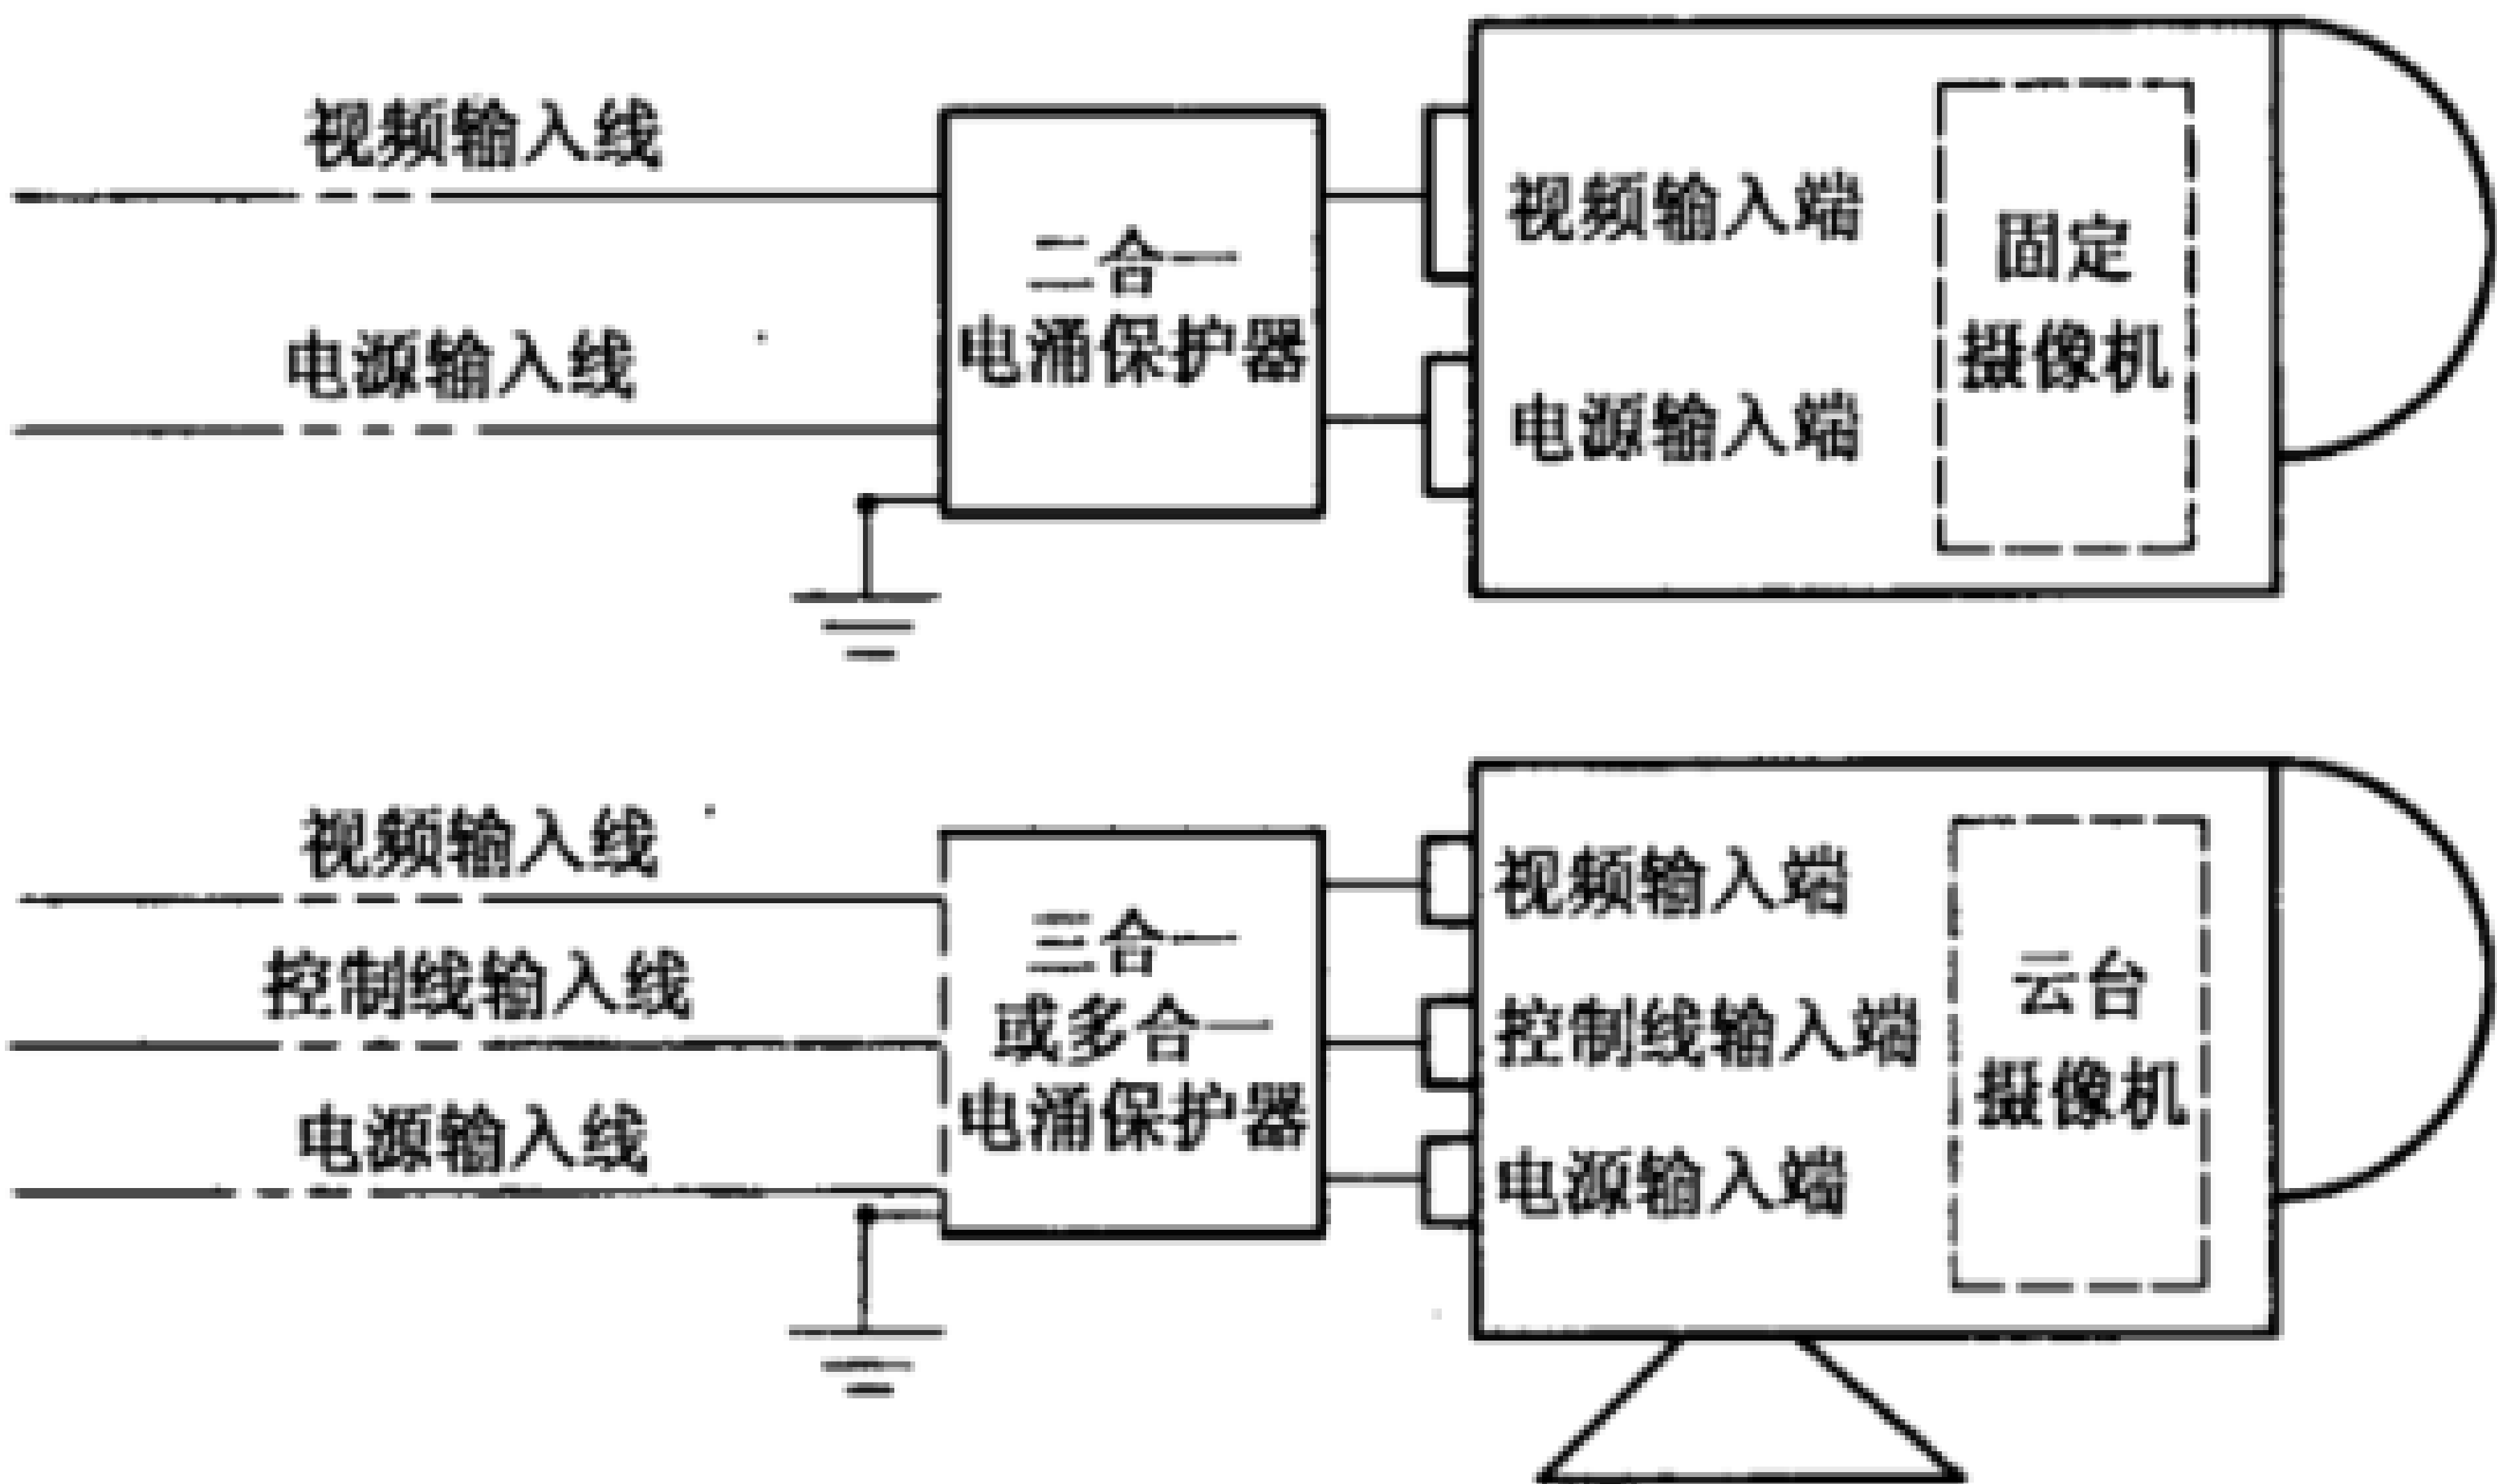 视频输入线
电源输入线
二合一
电涌保护器
视频输入端
电源输入端
固定
摄像机
视频输入线
控制线输入线
电源输入线
三合一
或多合一
电涌保护器
视频输入端
控制线输入端
电源输入端
云台
摄像机